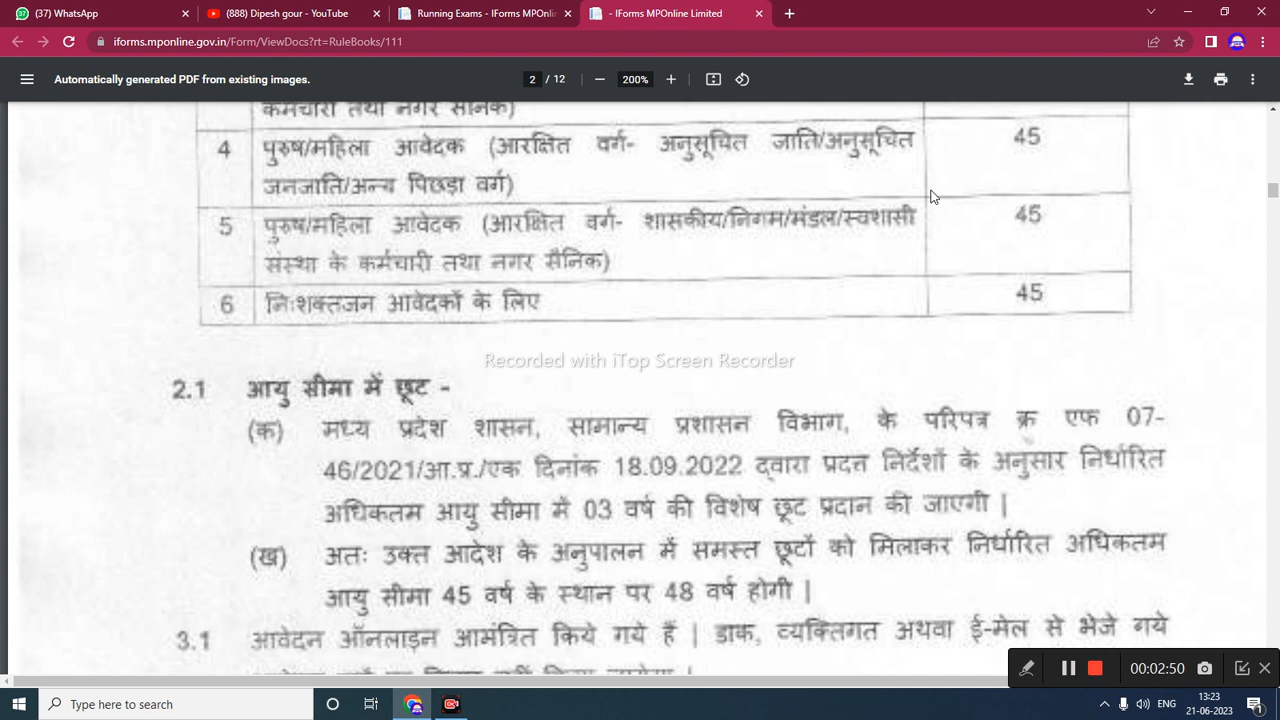 (37) WhatsApp
(888) Dipesh gour - YouTube
Running Exams - IForms MPOnlin
- IForms MPOnline Limited
iforms.mponline.gov.in/Form/ViewDocs?rt=RuleBooks/111
Automatically generated PDF from existing images.
2 / 12
200%
कर्मचारी तथा नगर सैनिक)
4 पुरुष/महिला आवेदक (आरक्षित वर्ग- अनुसूचित जाति/अनुसूचित 45
जनजाति/अन्य पिछड़ा वर्ग)
5 पुरुष/महिला आवेदक (आरक्षित वर्ग- शासकीय/निगम/मंडल/स्वशासी 45
संस्था के कर्मचारी तथा नगर सैनिक)
6 निःशक्तजन आवेदकों के लिए 45
Recorded with iTop Screen Recorder
2.1 आयु सीमा में छूट -
(क) मध्य प्रदेश शासन, सामान्य प्रशासन विभाग, के परिपत्र क्र एफ 07-
46/2021/आ.प्र./एक दिनांक 18.09.2022 द्वारा प्रदत्त निर्देशों के अनुसार निर्धारित
अधिकतम आयु सीमा में 03 वर्ष की विशेष छूट प्रदान की जाएगी |
(ख) अतः उक्त आदेश के अनुपालन में समस्त छूटों को मिलाकर निर्धारित अधिकतम
आयु सीमा 45 वर्ष के स्थान पर 48 वर्ष होगी |
3.1 आवेदन ऑनलाइन आमंत्रित किये गये हैं | डाक, व्यक्तिगत अथवा ई-मेल से भेजे गये
00:02:50
Type here to search
ENG
13:23
21-06-2023
1